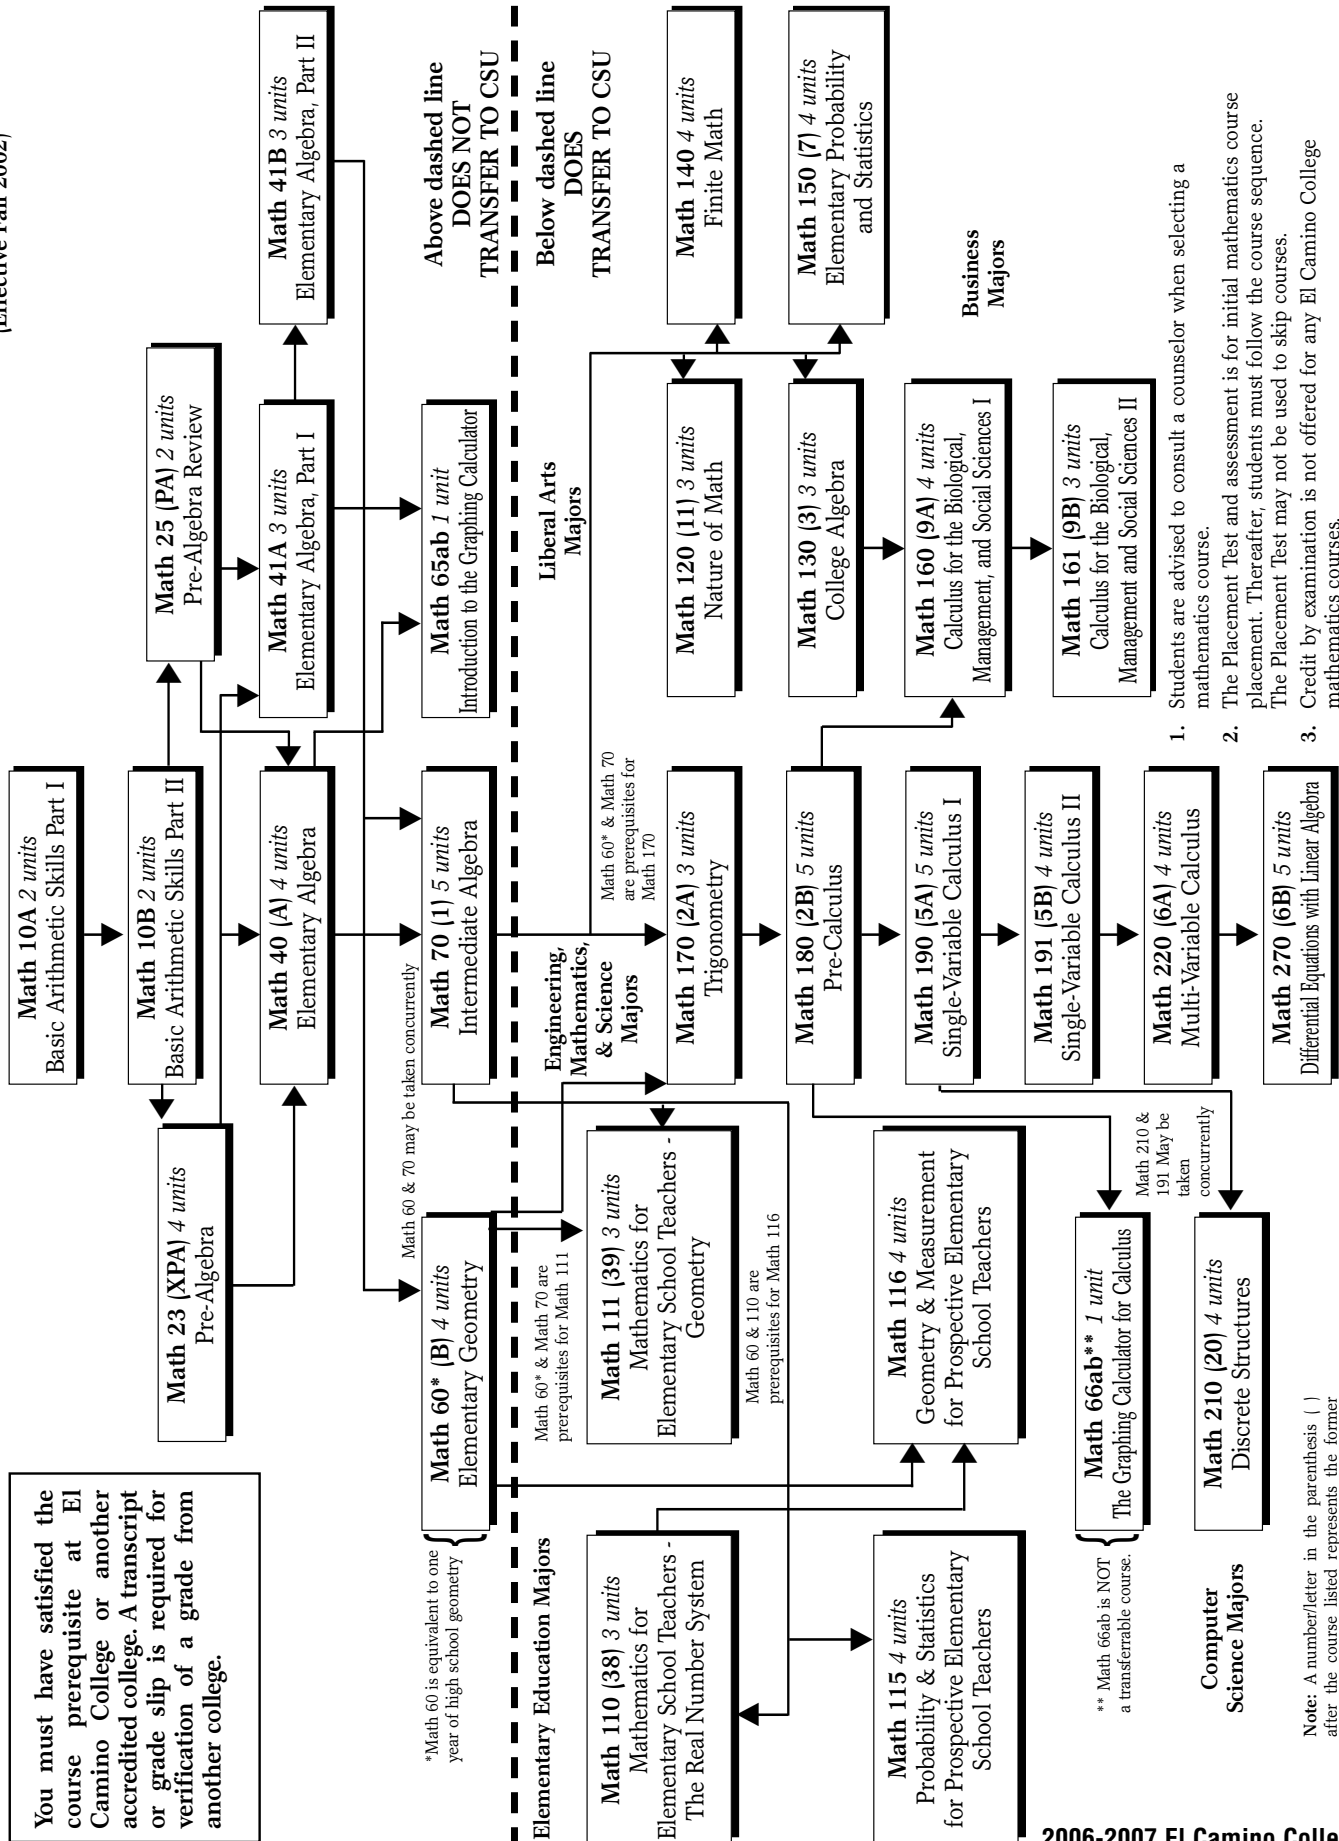 (Effective Fall 2002)
You must have satisfied the
course prerequisite at El
Camino College or another
accredited college. A transcript
or grade slip is required for
verification of a grade from
another college.
Math 10A 2 units
Basic Arithmetic Skills Part I
Math 10B 2 units
Basic Arithmetic Skills Part II
Math 23 (XPA) 4 units
Pre-Algebra
Math 25 (PA) 2 units
Pre-Algebra Review
Math 40 (A) 4 units
Elementary Algebra
Math 41A 3 units
Elementary Algebra, Part I
Math 41B 3 units
Elementary Algebra, Part II
Math 60 & 70 may be taken concurrently
*Math 60 is equivalent to one
year of high school geometry
Math 60* (B) 4 units
Elementary Geometry
Math 70 (1) 5 units
Intermediate Algebra
Math 65ab 1 unit
Introduction to the Graphing Calculator
Above dashed line
DOES NOT
TRANSFER TO CSU
Below dashed line
DOES
TRANSFER TO CSU
Elementary Education Majors
Math 60* & Math 70 are
prerequisites for Math 111
Engineering,
Mathematics,
& Science
Majors
Math 60* & Math 70
are prerequisites for
Math 170
Liberal Arts
Majors
Math 110 (38) 3 units
Mathematics for
Elementary School Teachers -
The Real Number System
Math 111 (39) 3 units
Mathematics for
Elementary School Teachers -
Geometry
Math 170 (2A) 3 units
Trigonometry
Math 120 (11) 3 units
Nature of Math
Math 140 4 units
Finite Math
Math 60 & 110 are
prerequisites for Math 116
Math 180 (2B) 5 units
Pre-Calculus
Math 130 (3) 3 units
College Algebra
Math 150 (7) 4 units
Elementary Probability
and Statistics
Math 115 4 units
Probability & Statistics
for Prospective Elementary
School Teachers
Math 116 4 units
Geometry & Measurement
for Prospective Elementary
School Teachers
Math 190 (5A) 5 units
Single-Variable Calculus I
Math 160 (9A) 4 units
Calculus for the Biological,
Management, and Social Sciences I
Business
Majors
** Math 66ab is NOT
a transferrable course.
Math 66ab** 1 unit
The Graphing Calculator for Calculus
Math 191 (5B) 4 units
Single-Variable Calculus II
Math 161 (9B) 3 units
Calculus for the Biological,
Management and Social Sciences II
Math 210 &
191 May be
taken
concurrently
Computer
Science Majors
Math 210 (20) 4 units
Discrete Structures
Math 220 (6A) 4 units
Multi-Variable Calculus
Math 270 (6B) 5 units
Differential Equations with Linear Algebra
1. Students are advised to consult a counselor when selecting a
mathematics course.
2. The Placement Test and assessment is for initial mathematics course
placement. Thereafter, students must follow the course sequence.
The Placement Test may not be used to skip courses.
3. Credit by examination is not offered for any El Camino College
mathematics courses.
Note: A number/letter in the parenthesis ( )
after the course listed represents the former
2006-2007 El Camino Colle